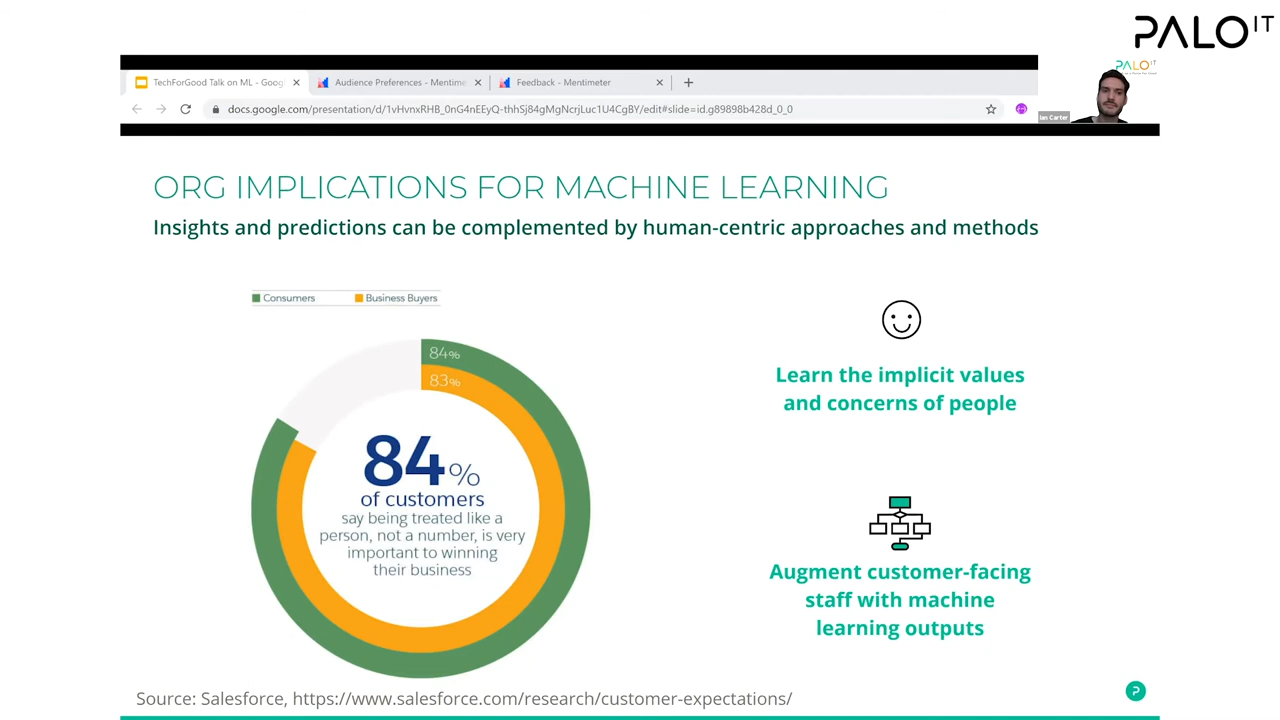 PALO IT
TechForGood Talk on ML - Goog
Audience Preferences - Mentime
Feedback - Mentimeter
docs.google.com/presentation/d/1vHvnxRHB_0nG4nEEyQ-thhSj84gMgNcrjLuc1U4CgBY/edit#slide=id.g89898b428d_0_0
PALO IT
Ian Carter
ORG IMPLICATIONS FOR MACHINE LEARNING
Insights and predictions can be complemented by human-centric approaches and methods
Consumers
Business Buyers
84%
83%
84%
of customers
say being treated like a
person, not a number, is very
important to winning
their business
Learn the implicit values
and concerns of people
Augment customer-facing
staff with machine
learning outputs
Source: Salesforce, https://www.salesforce.com/research/customer-expectations/